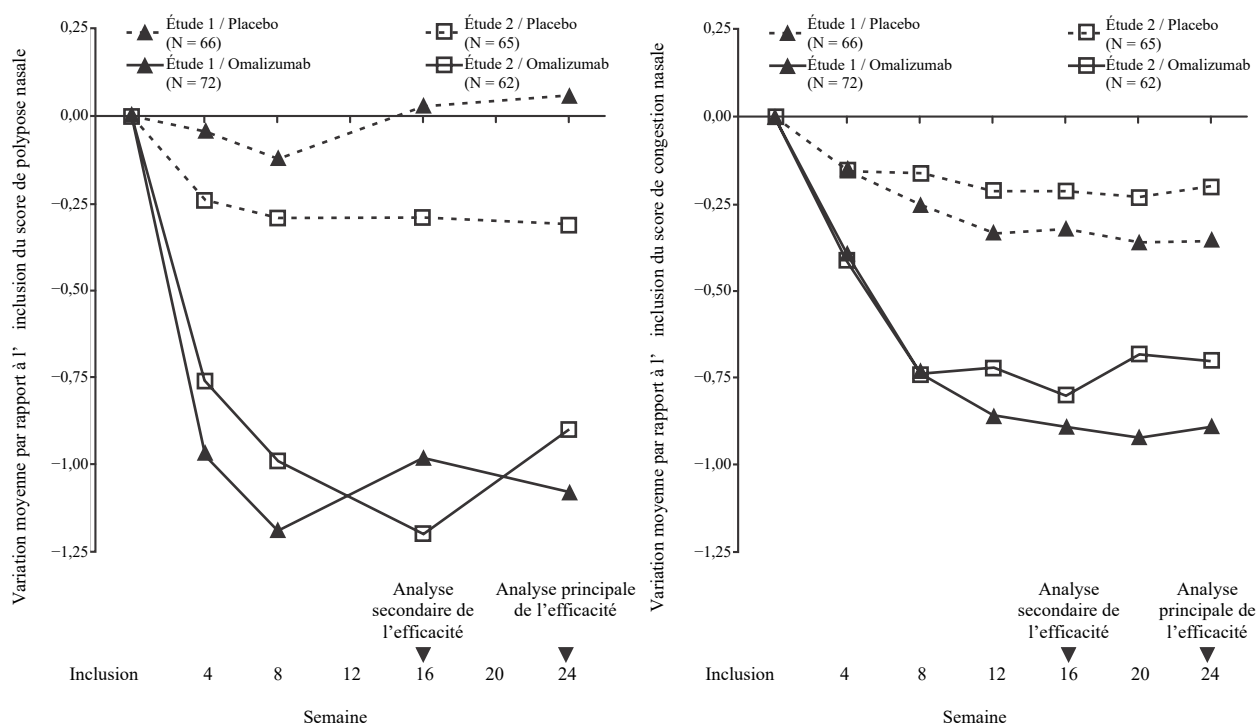 Variation moyenne par rapport à l’ inclusion du score de polypose nasale
0,25
0,00
−0,25
−0,50
−0,75
−1,00
−1,25
Étude 1 / Placebo
(N = 66)
Étude 1 / Omalizumab
(N = 72)
Étude 2 / Placebo
(N = 65)
Étude 2 / Omalizumab
(N = 62)
Analyse
secondaire de
l’efficacité
Analyse principale
de l’efficacité
Inclusion 4 8 12 16 20 24
Semaine
Variation moyenne par rapport à l’ inclusion du score de congestion nasale
0,25
0,00
−0,25
−0,50
−0,75
−1,00
−1,25
Étude 1 / Placebo
(N = 66)
Étude 1 / Omalizumab
(N = 72)
Étude 2 / Placebo
(N = 65)
Étude 2 / Omalizumab
(N = 62)
Analyse
secondaire de
l’efficacité
Analyse
principale de
l’efficacité
Inclusion 4 8 12 16 20 24
Semaine